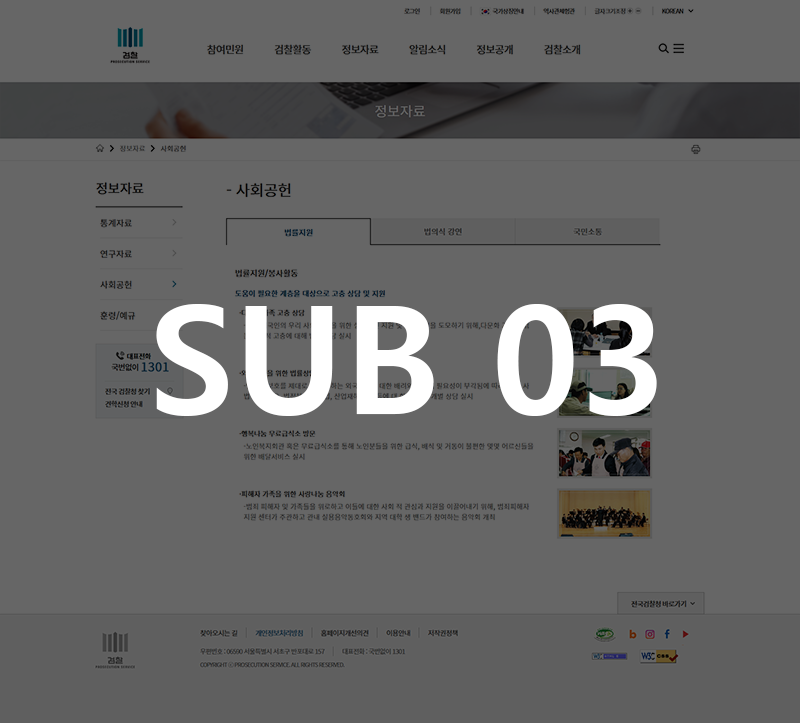 로그인 회원가입 국가상징안내 역사관체험관 글자크기조정 KOREAN
검찰
PROSECUTION SERVICE
참여민원 검찰활동 정보자료 알림소식 정보공개 검찰소개
정보자료
정보자료 사회공헌
정보자료
통계자료
연구자료
사회공헌
훈령/예규
대표전화
국번없이 1301
전국 검찰청 찾기
견학신청 안내
- 사회공헌
법률지원 법의식 강연 국민소통
법률지원/봉사활동
도움이 필요한 계층을 대상으로 고충 상담 및 지원
SUB 03
·행복나눔 무료급식소 방문
-노인복지회관 혹은 무료급식소를 통해 노인분들을 위한 급식, 배식 및 거동이 불편한 몇몇 어르신들을
위한 배달서비스 실시
·피해자 가족을 위한 사랑나눔 음악회
-범죄 피해자 및 가족들을 위로하고 이들에 대한 사회 적 관심과 지원을 이끌어내기 위해, 범죄피해자
지원 센터가 주관하고 관내 실용음악동호회와 지역 대학 생 밴드가 참여하는 음악회 개최
전국검찰청 바로가기
찾아오시는 길 개인정보처리방침 홈페이지개선의견 이용안내 저작권정책
우편번호 : 06590 서울특별시 서초구 반포대로 157 대표전화 : 국번없이 1301
COPYRIGHT ⓒ PROSECUTION SERVICE. ALL RIGHTS RESERVED.
검찰
PROSECUTION SERVICE